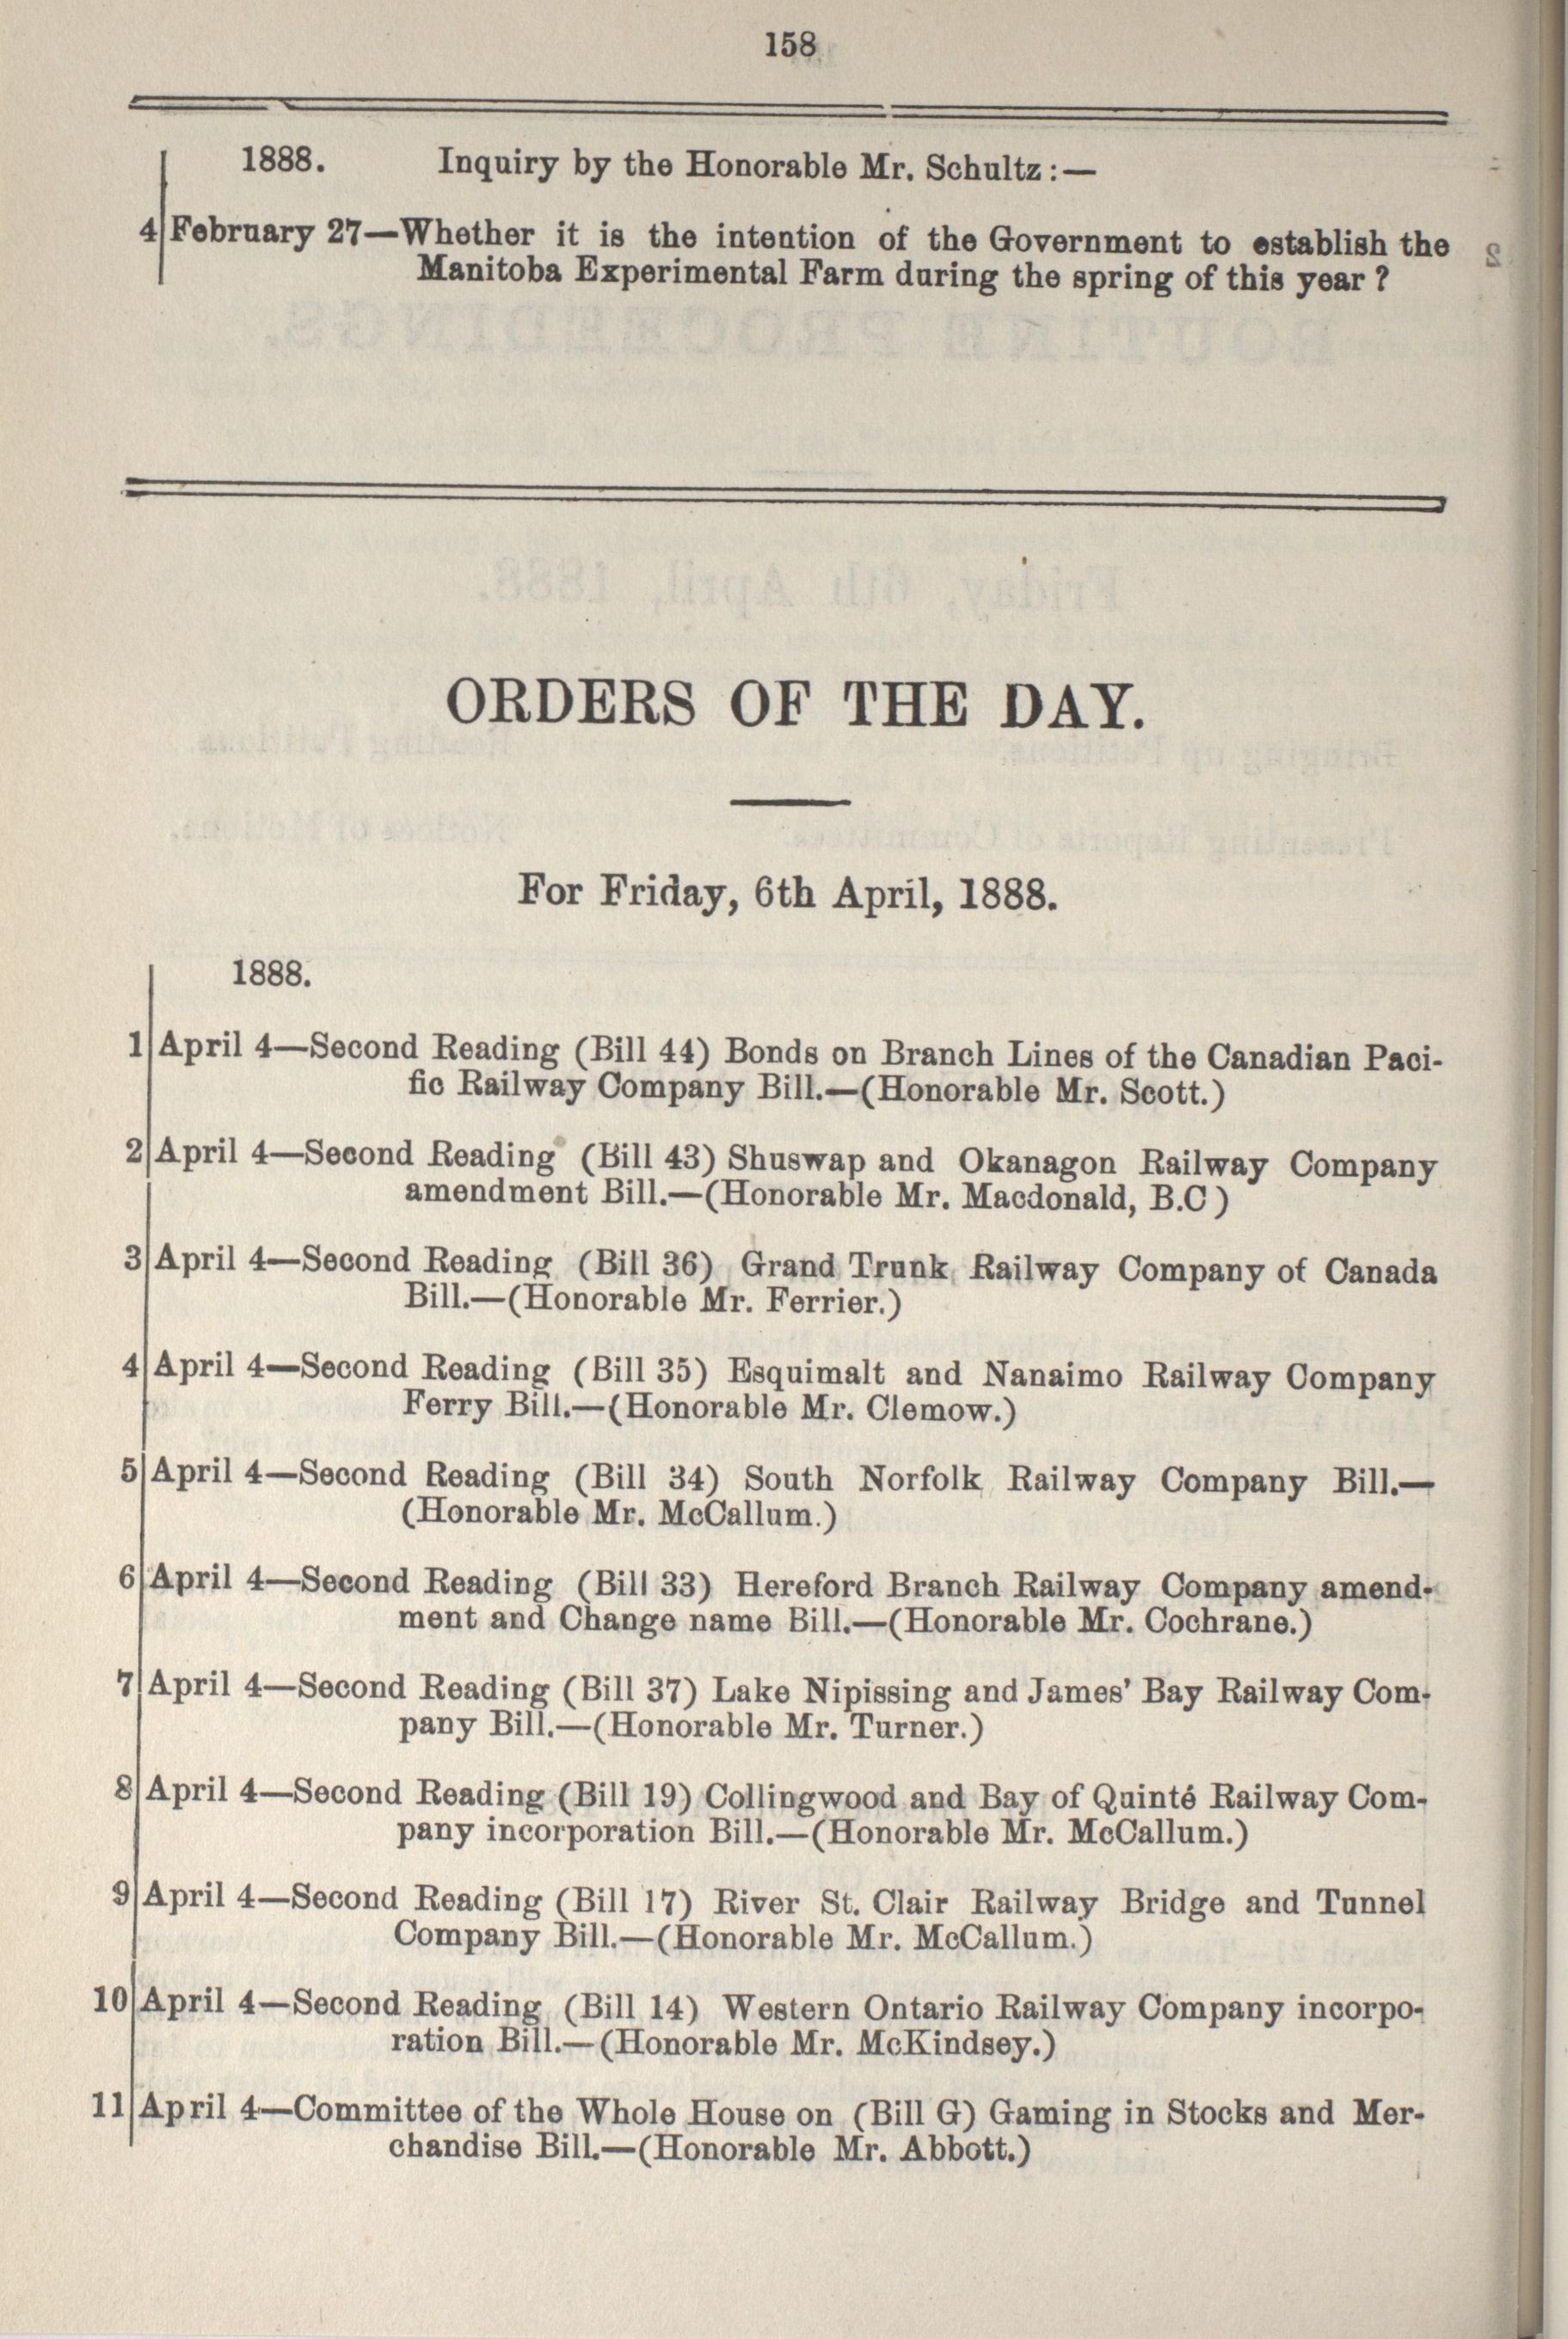 158
1888. Inquiry by the Honorable Mr. Schultz :—
4 February 27—Whether it is the intention of the Government to establish the
Manitoba Experimental Farm during the spring of this year ?
ORDERS OF THE DAY.
For Friday, 6th April, 1888.
1888.
1 April 4—Second Reading (Bill 44) Bonds on Branch Lines of the Canadian Paci-
fic Railway Company Bill.—(Honorable Mr. Scott.)
2 April 4—Second Reading (Bill 43) Shuswap and Okanagon Railway Company
amendment Bill.—(Honorable Mr. Macdonald, B.C )
3 April 4—Second Reading (Bill 36) Grand Trunk Railway Company of Canada
Bill.—(Honorable Mr. Ferrier.)
4 April 4—Second Reading (Bill 35) Esquimalt and Nanaimo Railway Company
Ferry Bill.—(Honorable Mr. Clemow.)
5 April 4—Second Reading (Bill 34) South Norfolk Railway Company Bill.—
(Honorable Mr. McCallum.)
6 April 4—Second Reading (Bill 33) Hereford Branch Railway Company amend-
ment and Change name Bill.—(Honorable Mr. Cochrane.)
7 April 4—Second Reading (Bill 37) Lake Nipissing and James' Bay Railway Com-
pany Bill.—(Honorable Mr. Turner.)
8 April 4—Second Reading (Bill 19) Collingwood and Bay of Quinté Railway Com-
pany incorporation Bill.—(Honorable Mr. McCallum.)
9 April 4—Second Reading (Bill 17) River St. Clair Railway Bridge and Tunnel
Company Bill.—(Honorable Mr. McCallum.)
10 April 4—Second Reading (Bill 14) Western Ontario Railway Company incorpo-
ration Bill.—(Honorable Mr. McKindsey.)
11 April 4—Committee of the Whole House on (Bill G) Gaming in Stocks and Mer-
chandise Bill.—(Honorable Mr. Abbott.)